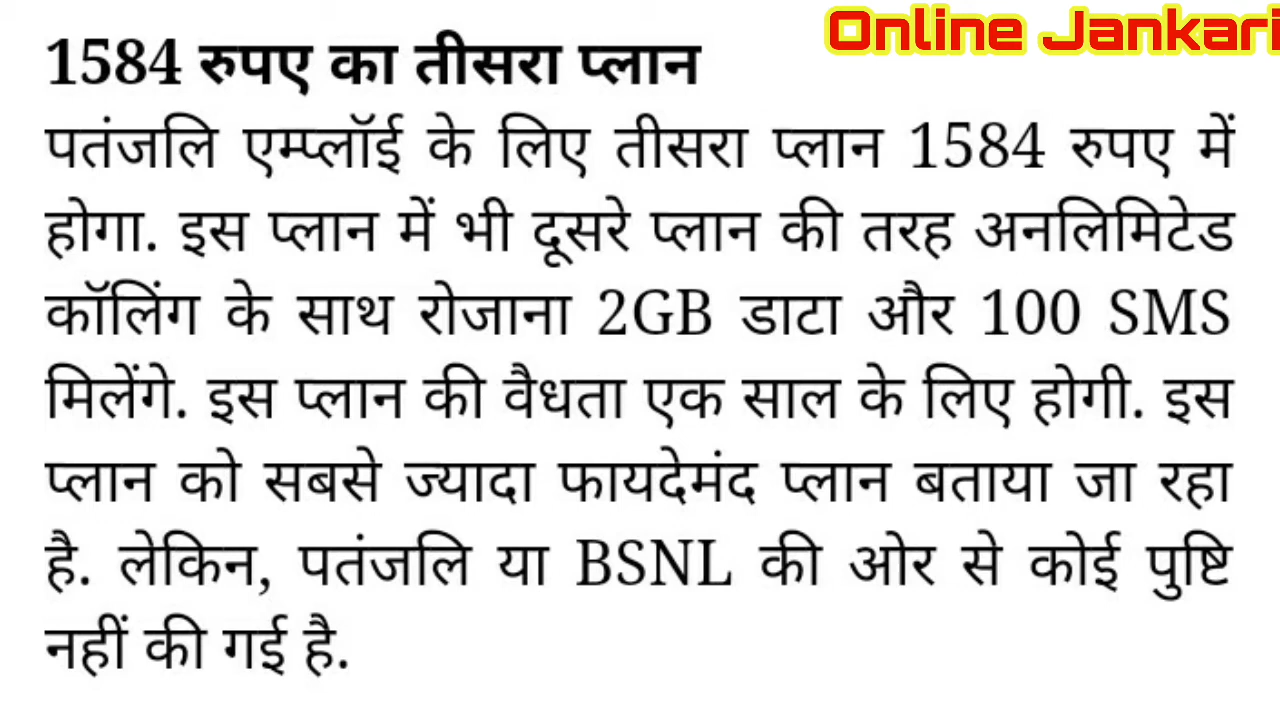 Online Jankari
1584 रुपए का तीसरा प्लान
पतंजलि एम्प्लॉई के लिए तीसरा प्लान 1584 रुपए में
होगा. इस प्लान में भी दूसरे प्लान की तरह अनलिमिटेड
कॉलिंग के साथ रोजाना 2GB डाटा और 100 SMS
मिलेंगे. इस प्लान की वैधता एक साल के लिए होगी. इस
प्लान को सबसे ज्यादा फायदेमंद प्लान बताया जा रहा
है. लेकिन, पतंजलि या BSNL की ओर से कोई पुष्टि
नहीं की गई है.